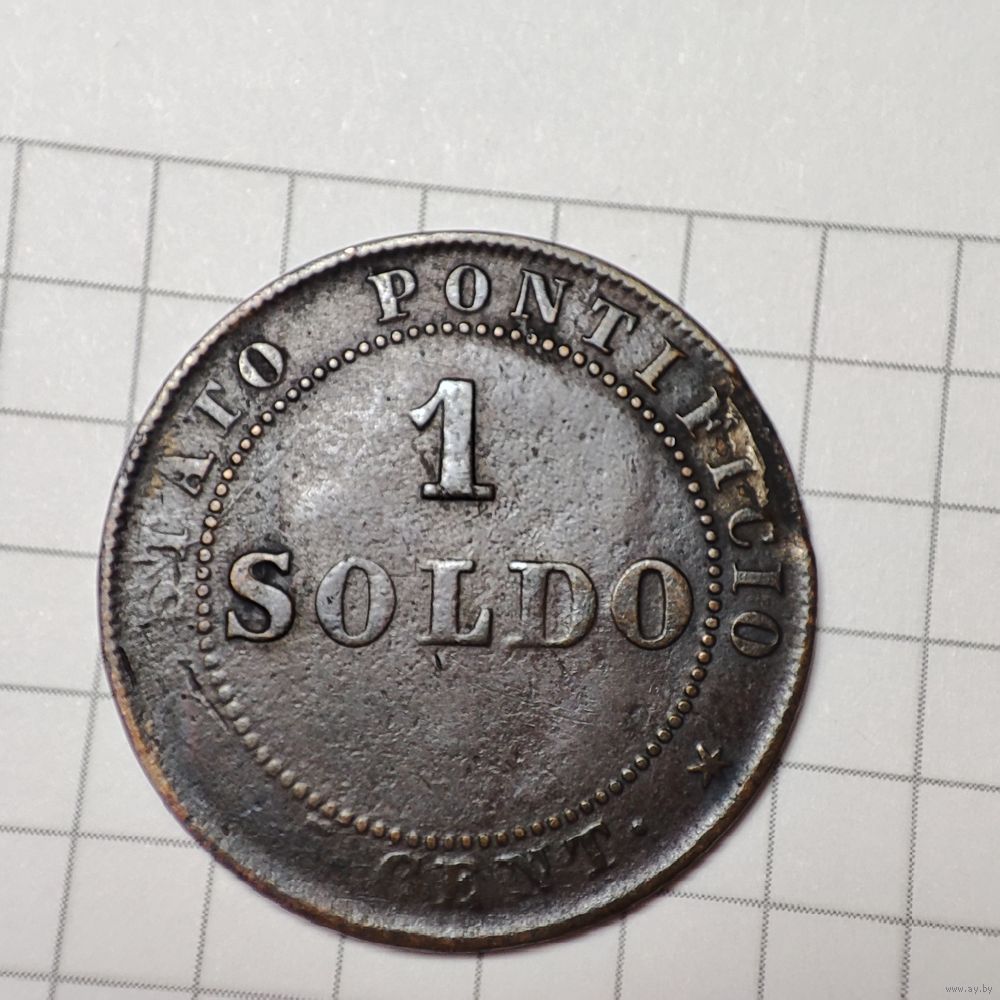 STATO PONTIFICIO
1
SOLDO
CENT.
www.ay.by